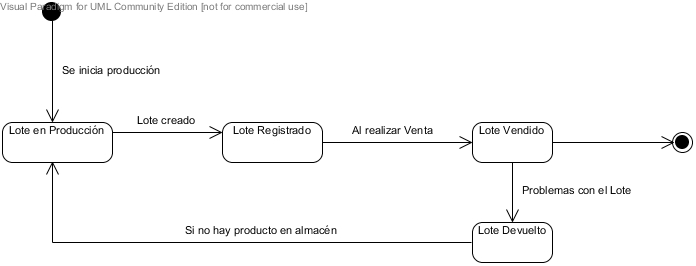 Visual Paradigm for UML Community Edition [not for commercial use]
Se inicia producción
Lote en Producción
Lote creado
Lote Registrado
Al realizar Venta
Lote Vendido
Problemas con el Lote
Si no hay producto en almacén
Lote Devuelto